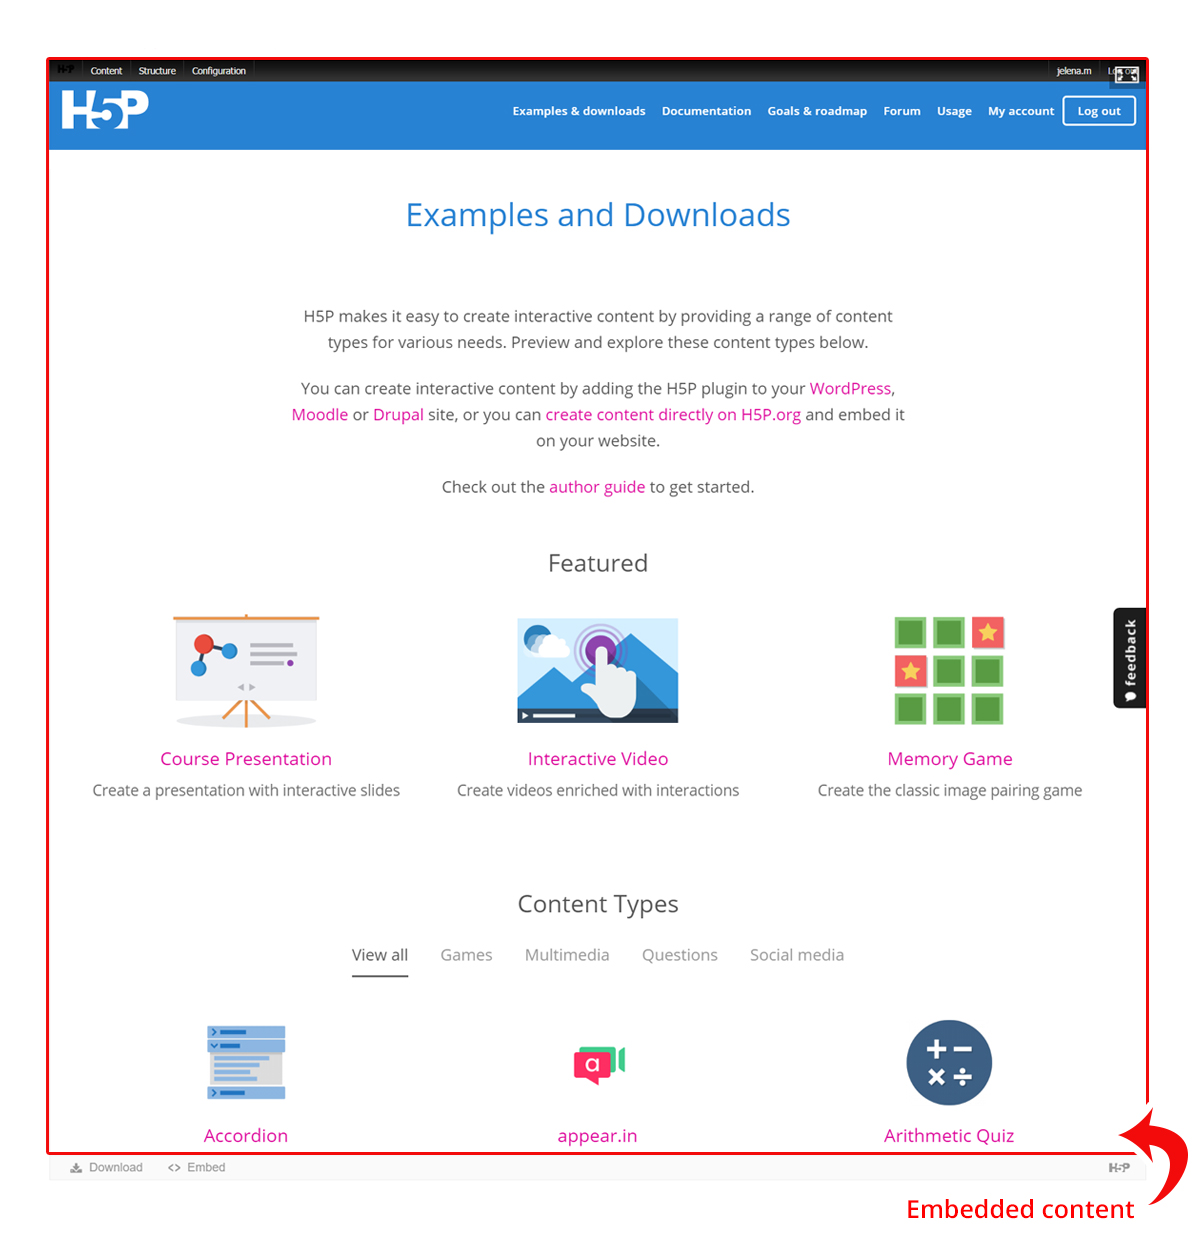 H5P Content Structure Configuration jelena.m Log out
H5P Examples & downloads Documentation Goals & roadmap Forum Usage My account Log out
Examples and Downloads
H5P makes it easy to create interactive content by providing a range of content
types for various needs. Preview and explore these content types below.
You can create interactive content by adding the H5P plugin to your WordPress,
Moodle or Drupal site, or you can create content directly on H5P.org and embed it
on your website.
Check out the author guide to get started.
Featured
feedback
Course Presentation Interactive Video Memory Game
Create a presentation with interactive slides Create videos enriched with interactions Create the classic image pairing game
Content Types
View all Games Multimedia Questions Social media
a
Accordion appear.in Arithmetic Quiz
Download <> Embed H5P
Embedded content